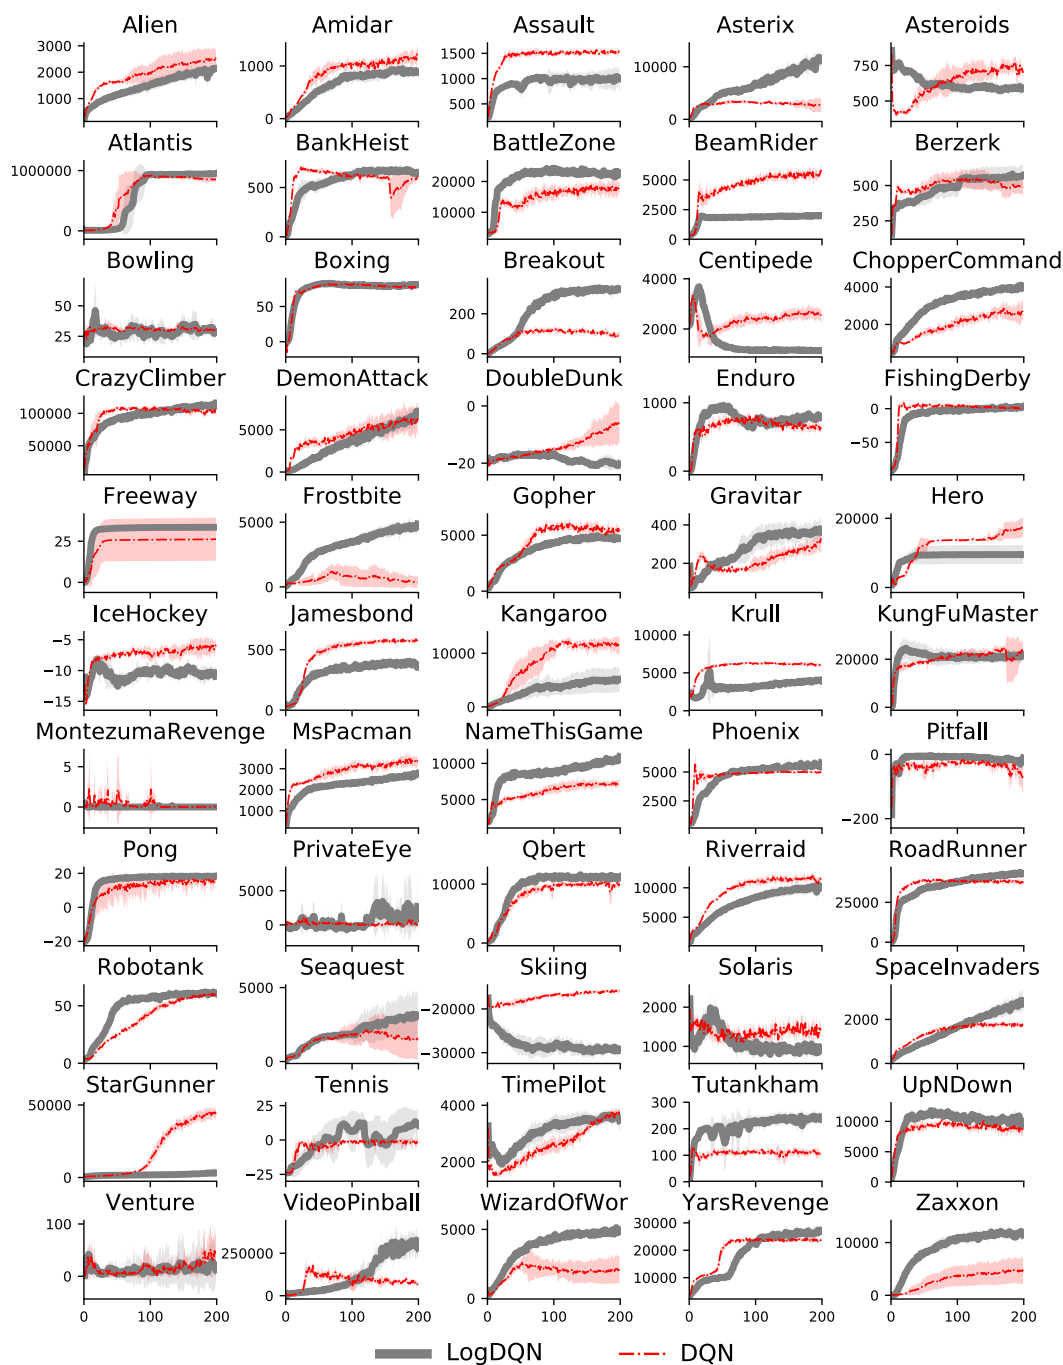 Alien Amidar Assault Asterix Asteroids
3000 2000 1000
1000 0
1500 1000 500
10000 0
750 500
Atlantis BankHeist BattleZone BeamRider Berzerk
1000000 0
500 0
20000 10000
5000 2500 0
500 250
Bowling Boxing Breakout Centipede ChopperCommand
50 25
50 0
200 0
4000 2000
4000 2000 0
CrazyClimber DemonAttack DoubleDunk Enduro FishingDerby
100000 50000
5000 0
0 −20
1000 500 0
0 −50
Freeway Frostbite Gopher Gravitar Hero
25 0
5000 0
5000 0
400 200
20000 10000 0
IceHockey Jamesbond Kangaroo Krull KungFuMaster
−5 −10 −15
500 0
10000 5000 0
10000 5000 0
20000 0
MontezumaRevenge MsPacman NameThisGame Phoenix Pitfall
5 0
3000 2000 1000
10000 5000
5000 2500
0 −200
Pong PrivateEye Qbert Riverraid RoadRunner
20 0 −20
5000 0
10000 0
10000 5000
25000 0
Robotank Seaquest Skiing Solaris SpaceInvaders
50 0
5000 2500 0
−20000 −30000
2000 1000
2000 0
StarGunner Tennis TimePilot Tutankham UpNDown
50000 0
25 0 −25
4000 2000
300 200 100 0
10000 5000 0
Venture VideoPinball WizardOfWor YarsRevenge Zaxxon
100 0
250000 0
5000 0
30000 20000 10000
10000 0
0 100 200 0 100 200 0 100 200 0 100 200 0 100 200
LogDQN DQN